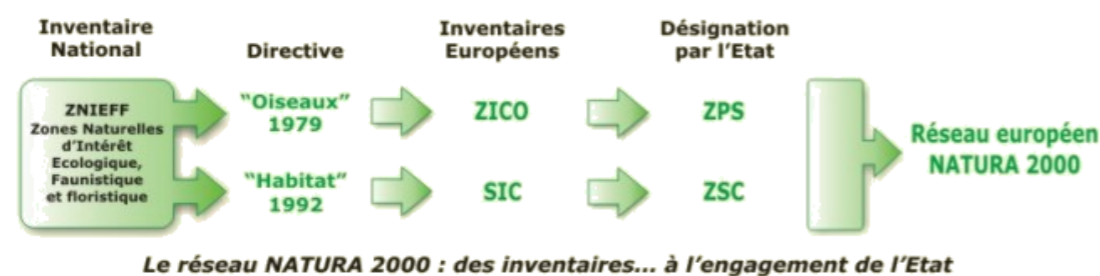 Inventaire
National
Directive
Inventaires
Européens
Désignation
par l'Etat
ZNIEFF
Zones Naturelles
d'Intérêt
Ecologique,
Faunistique
et floristique
"Oiseaux"
1979
ZICO
ZPS
"Habitat"
1992
SIC
ZSC
Réseau européen
NATURA 2000
Le réseau NATURA 2000 : des inventaires... à l'engagement de l'Etat